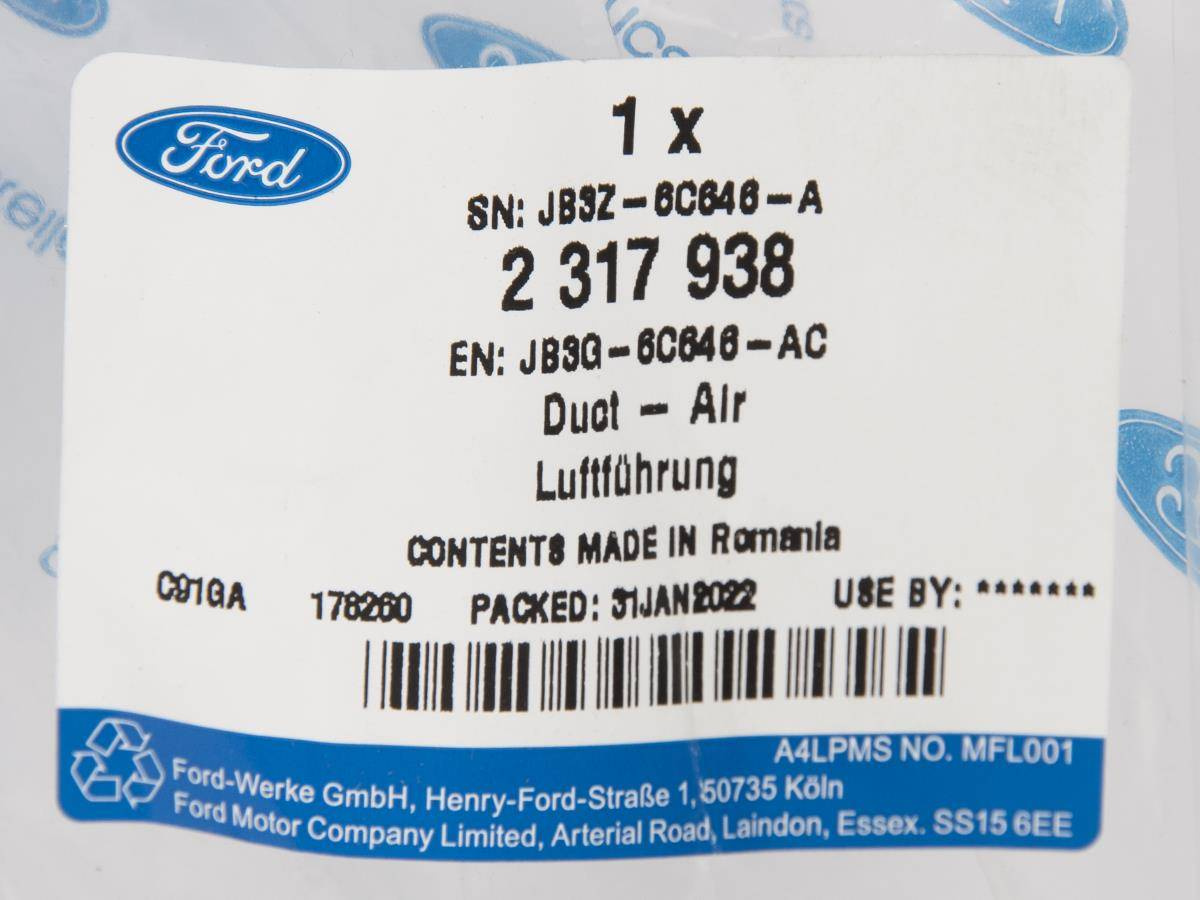 Ford
1 x
SN: JB3Z-6C646-A
2 317 938
EN: JB3G-6C646-AC
Duct - Air
Luftführung
CONTENTS MADE IN Romania
C91GA 178260 PACKED: 31JAN2022 USE BY: *******
A4LPMS NO. MFL001
Ford-Werke GmbH, Henry-Ford-Straße 1, 50735 Köln
Ford Motor Company Limited, Arterial Road, Laindon, Essex. SS15 6EE